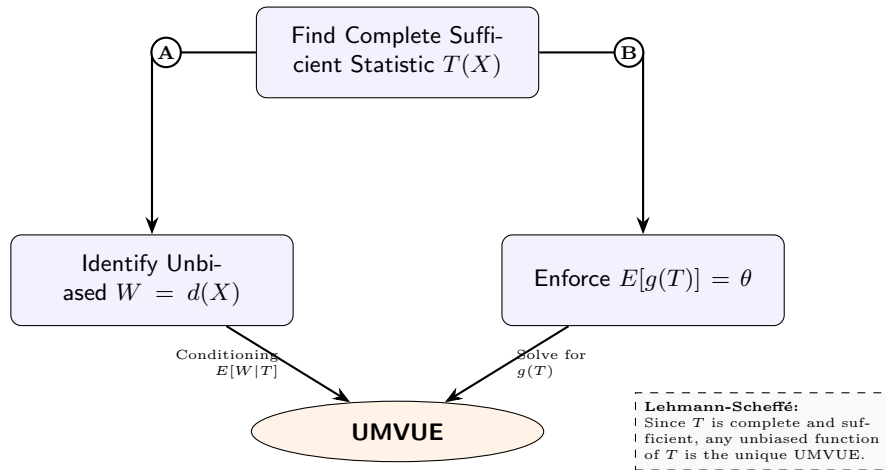 Find Complete Suffi-
cient Statistic T(X)
A
B
Identify Unbi-
ased W = d(X)
Enforce E[g(T)] = θ
Conditioning
E[W|T]
Solve for
g(T)
UMVUE
Lehmann-Scheffé:
Since T is complete and suf-
ficient, any unbiased function
of T is the unique UMVUE.